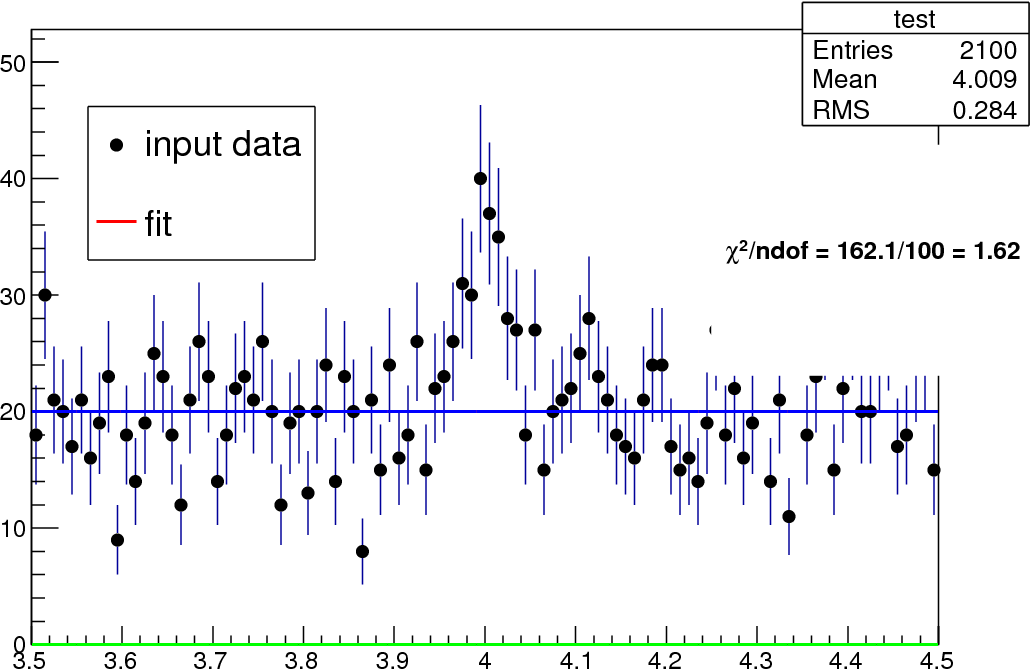 test
Entries 2100
Mean 4.009
RMS 0.284
50
input data
40
fit
χ²/ndof = 162.1/100 = 1.62
30
20
10
0
3.5 3.6 3.7 3.8 3.9 4 4.1 4.2 4.3 4.4 4.5